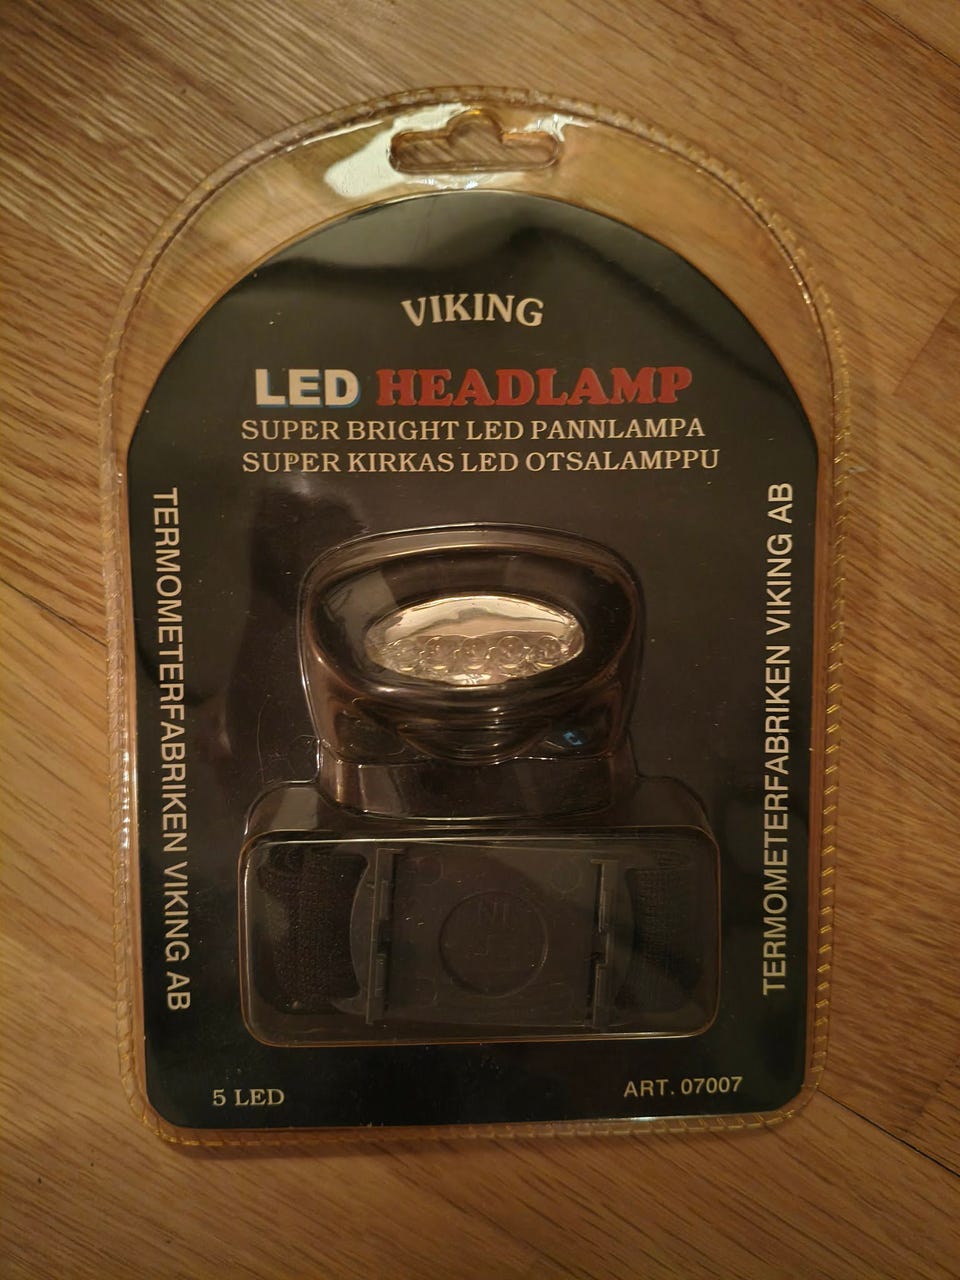 VIKING
LED HEADLAMP
SUPER BRIGHT LED PANNLAMPA
SUPER KIRKAS LED OTSALAMPPU
TERMOMETERFABRIKEN VIKING AB
TERMOMETERFABRIKEN VIKING AB
5 LED
ART. 07007